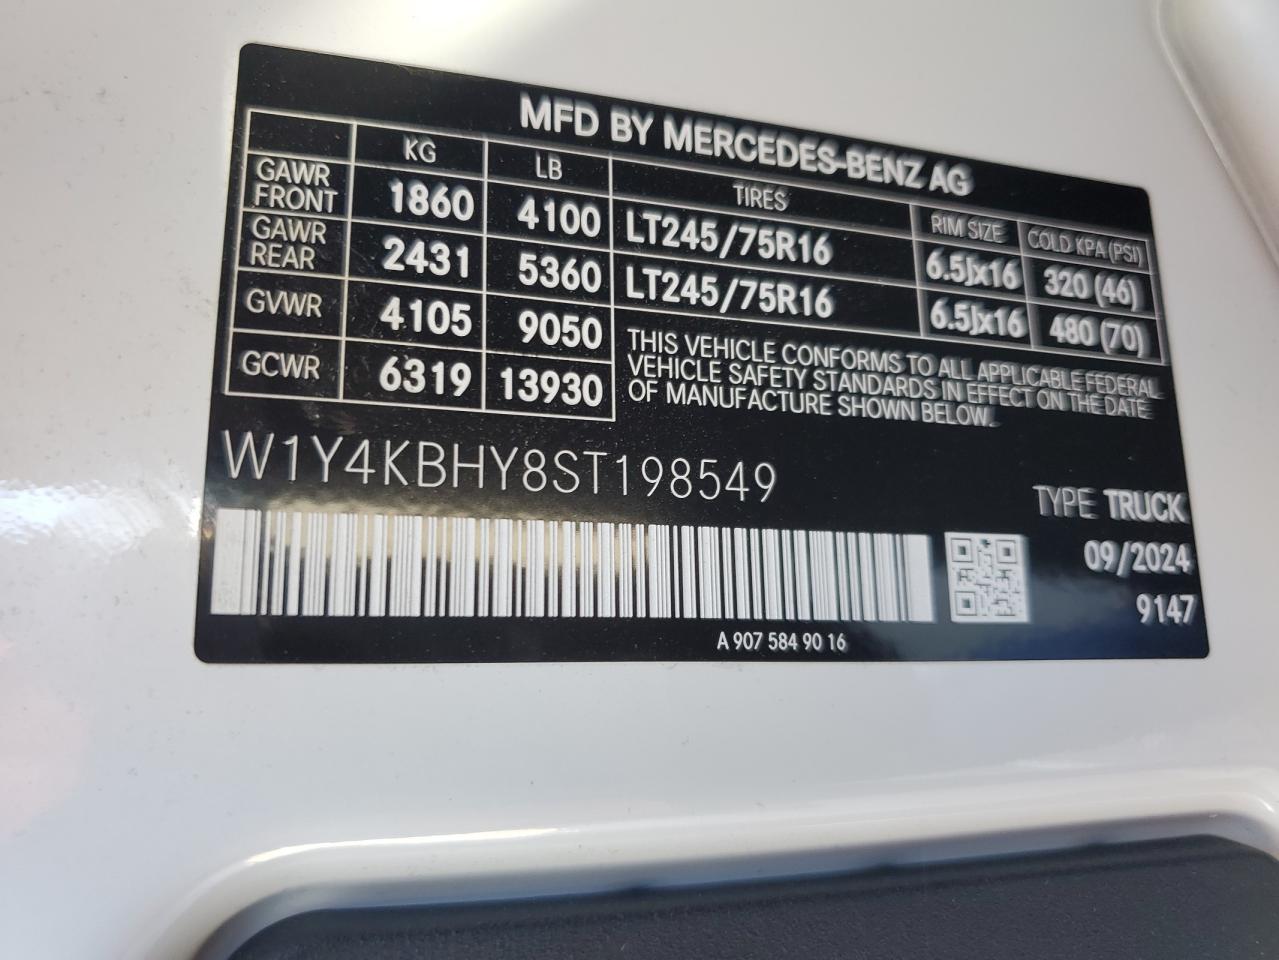 MFD BY MERCEDES-BENZ AG
KG LB TIRES RIM SIZE COLD KPA (PSI)
GAWR FRONT 1860 4100 LT245/75R16 6.5Jx16 320 (46)
GAWR REAR 2431 5360 LT245/75R16 6.5Jx16 480 (70)
GVWR 4105 9050
GCWR 6319 13930
THIS VEHICLE CONFORMS TO ALL APPLICABLE FEDERAL
VEHICLE SAFETY STANDARDS IN EFFECT ON THE DATE
OF MANUFACTURE SHOWN BELOW.
W1Y4KBHY8ST198549
TYPE TRUCK
09/2024
9147
A 907 584 90 16